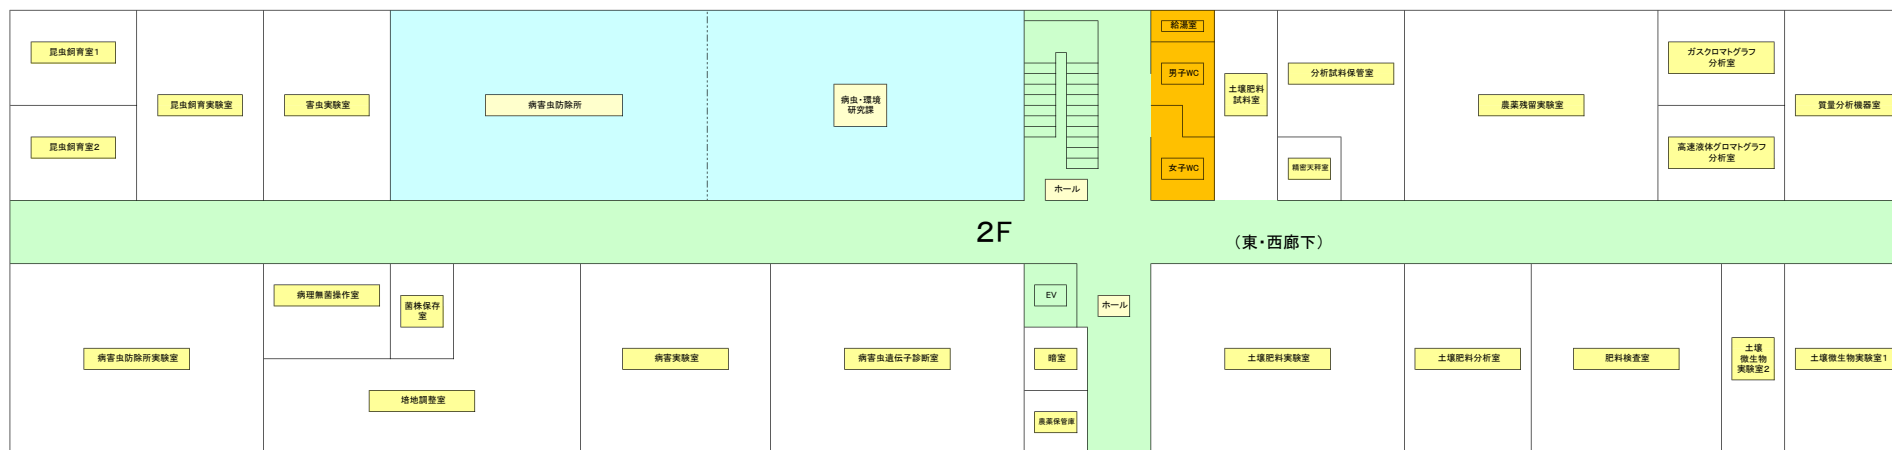 昆虫飼育室1
昆虫飼育実験室
害虫実験室
病害虫防除所
病虫・環境
研究課
給湯室
男子WC
土壌肥料
試料室
分析試料保管室
農薬残留実験室
ガスクロマトグラフ
分析室
質量分析機器室
昆虫飼育室2
女子WC
精密天秤室
高速液体グロマトグラフ
分析室
ホール
2F
(東・西廊下)
病理無菌操作室
菌株保存
室
EV
ホール
病害虫防除所実験室
病害実験室
病害虫遺伝子診断室
暗室
土壌肥料実験室
土壌肥料分析室
肥料検査室
土壌
微生物
実験室2
土壌微生物実験室1
培地調整室
農薬保管庫